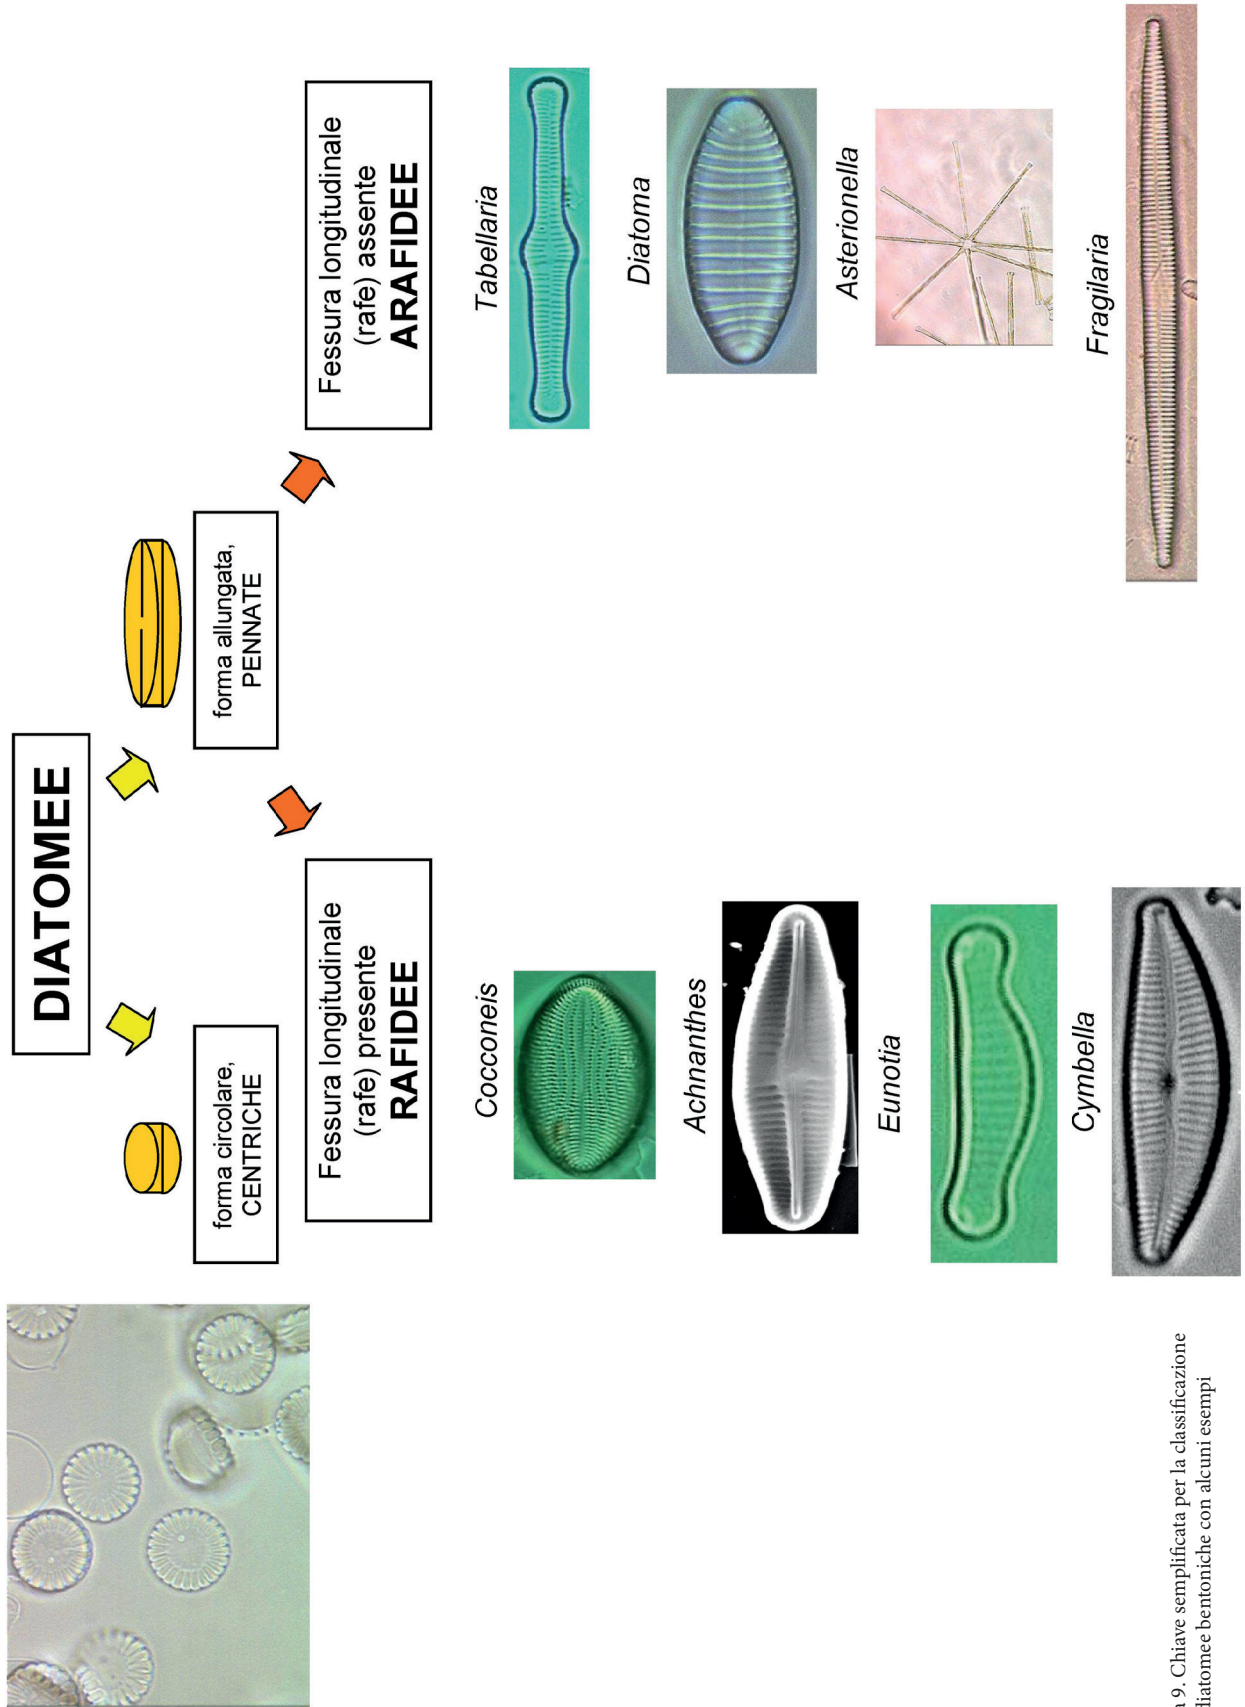 DIATOMEE
forma circolare,
CENTRICHE
forma allungata,
PENNATE
Fessura longitudinale
(rafe) presente
RAFIDEE
Fessura longitudinale
(rafe) assente
ARAFIDEE
Cocconeis
Achnanthes
Eunotia
Cymbella
Tabellaria
Diatoma
Asterionella
Fragilaria
9. Chiave semplificata per la classificazione
diatomee bentoniche con alcuni esempi